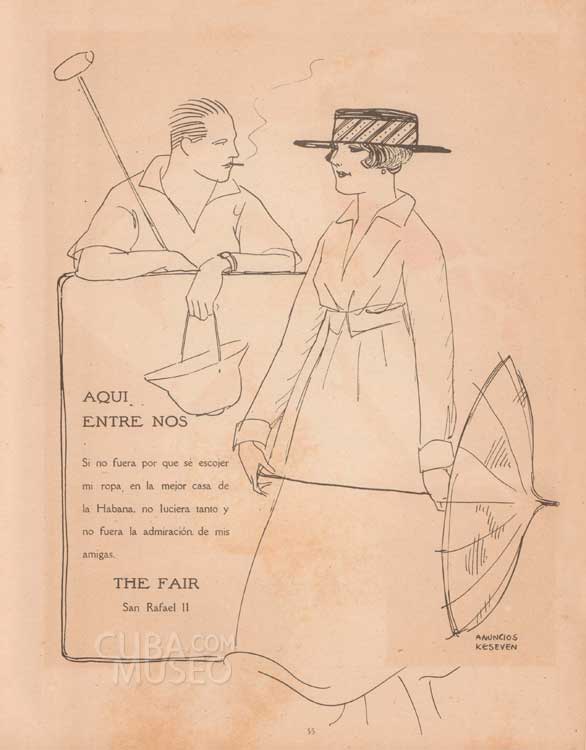 AQUI
ENTRE NOS
Si no fuera por que sé escojer
mi ropa, en la mejor casa de
la Habana, no luciera tanto y
no fuera la admiración de mis
amigas.
THE FAIR
San Rafael 11
CUBA.COM
MUSEO
ANUNCIOS
KESEVEN
55